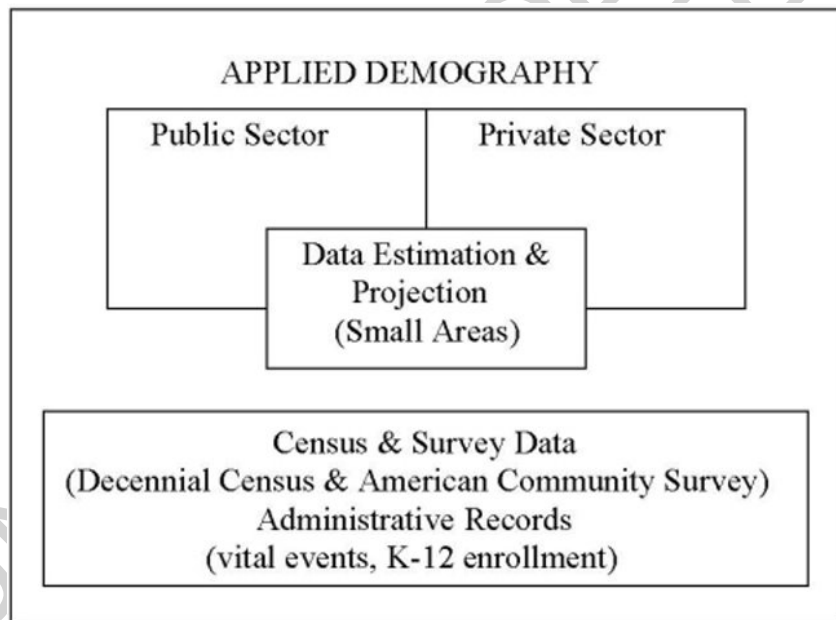 APPLIED DEMOGRAPHY
Public Sector
Private Sector
Data Estimation &
Projection
(Small Areas)
Census & Survey Data
(Decennial Census & American Community Survey)
Administrative Records
(vital events, K-12 enrollment)